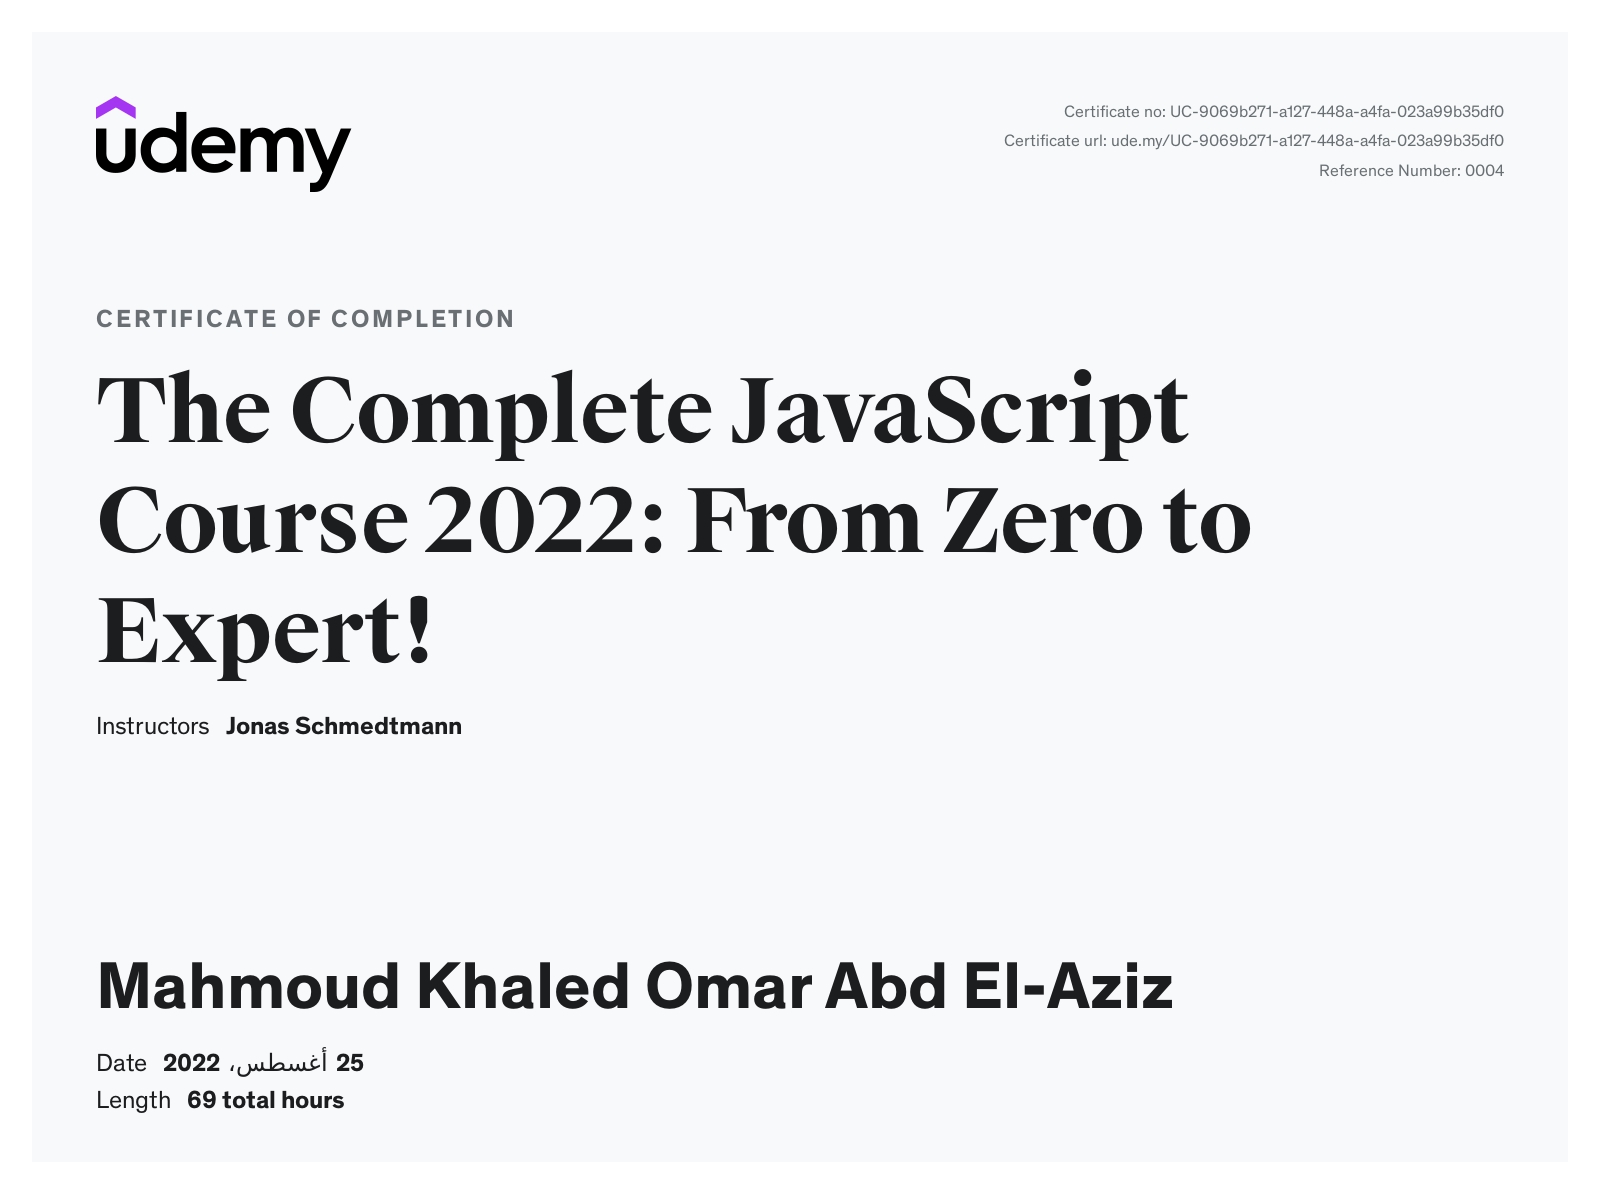 udemy
Certificate no: UC-9069b271-a127-448a-a4fa-023a99b35df0
Certificate url: ude.my/UC-9069b271-a127-448a-a4fa-023a99b35df0
Reference Number: 0004
CERTIFICATE OF COMPLETION
The Complete JavaScript
Course 2022: From Zero to
Expert!
Instructors Jonas Schmedtmann
Mahmoud Khaled Omar Abd El-Aziz
Date 25 أغسطس، 2022
Length 69 total hours